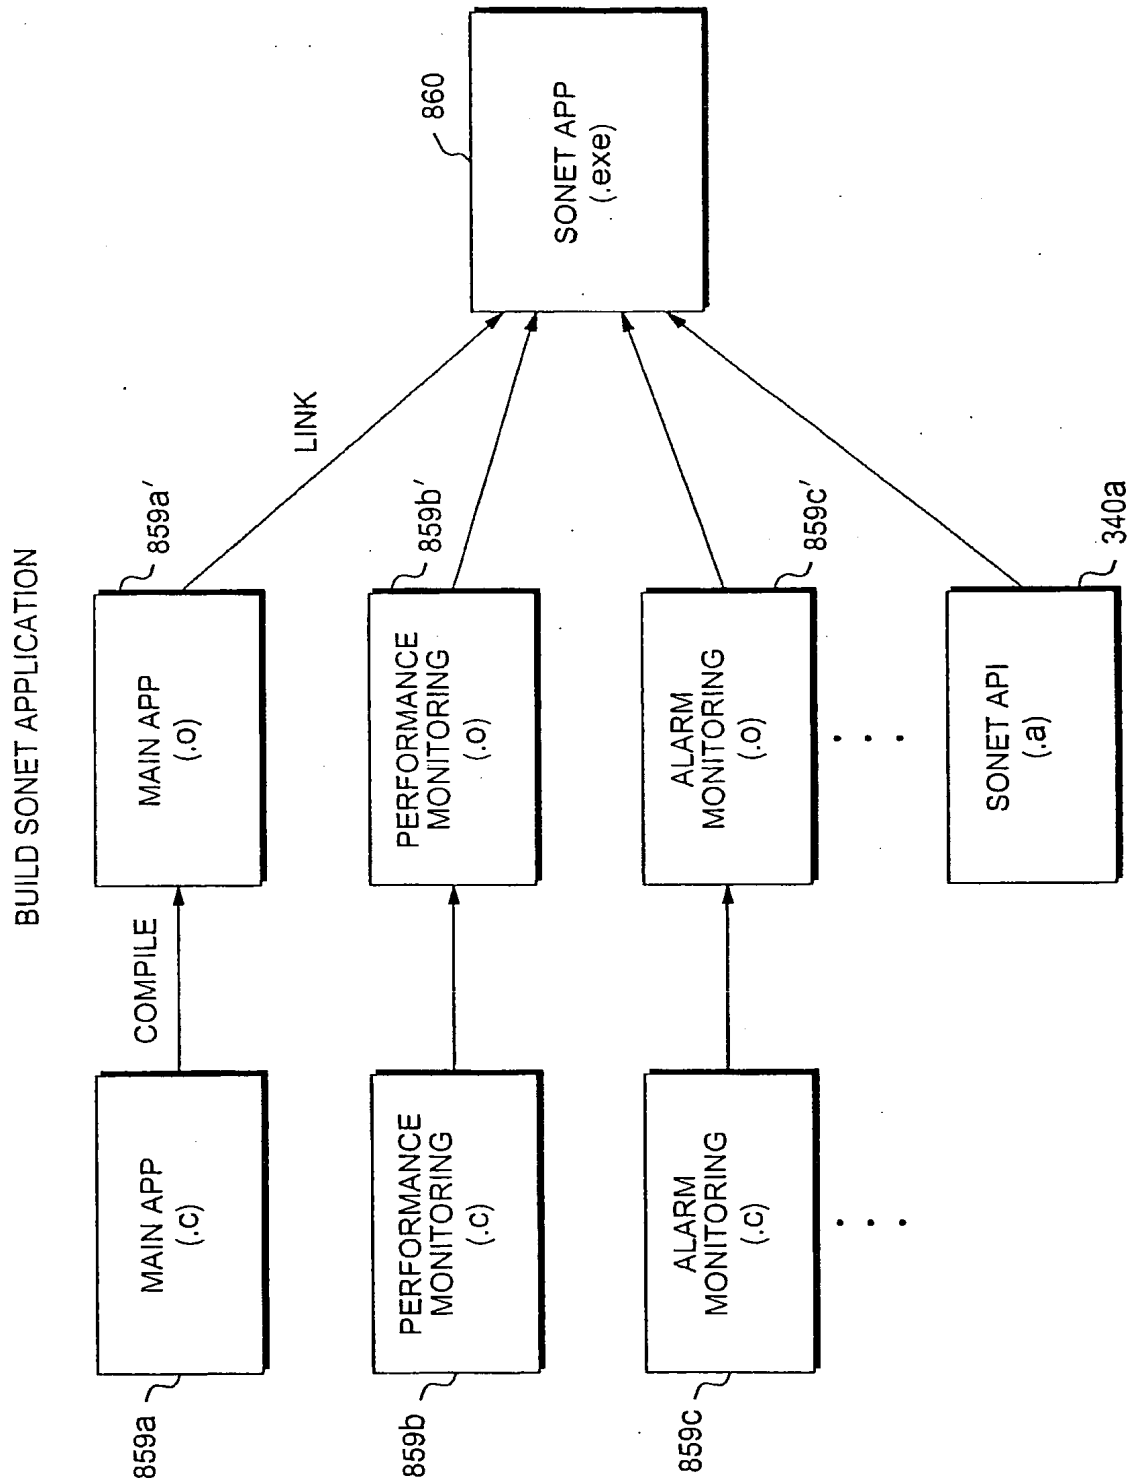 BUILD SONET APPLICATION
859a
MAIN APP
(.c)
COMPILE
859a'
MAIN APP
(.o)
LINK
859b
PERFORMANCE
MONITORING
(.c)
859b'
PERFORMANCE
MONITORING
(.o)
860
SONET APP
(.exe)
859c
ALARM
MONITORING
(.c)
859c'
ALARM
MONITORING
(.o)
SONET API
(.a)
340a